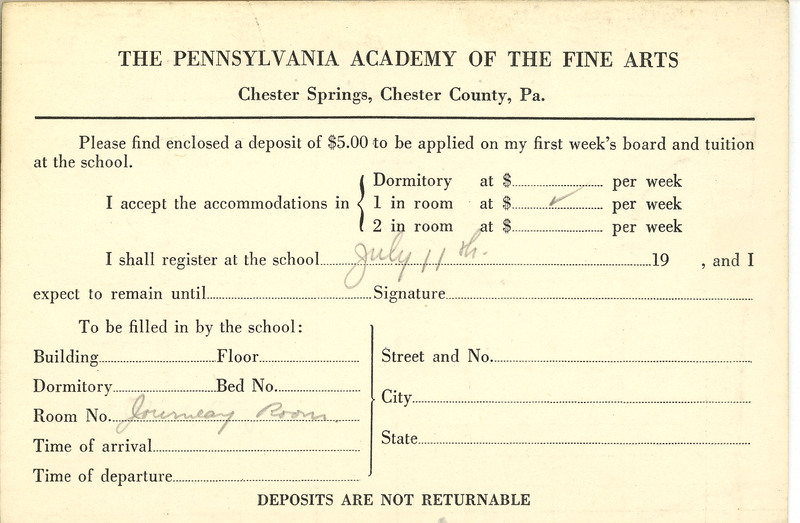 THE PENNSYLVANIA ACADEMY OF THE FINE ARTS
Chester Springs, Chester County, Pa.
Please find enclosed a deposit of $5.00 to be applied on my first week's board and tuition
at the school.
I accept the accommodations in
Dormitory at $ per week
1 in room at $ ✓ per week
2 in room at $ per week
I shall register at the school July 11th. 19 , and I
expect to remain until Signature
To be filled in by the school:
Building Floor
Dormitory Bed No.
Room No. Journeay Room.
Time of arrival
Time of departure
Street and No.
City
State
DEPOSITS ARE NOT RETURNABLE